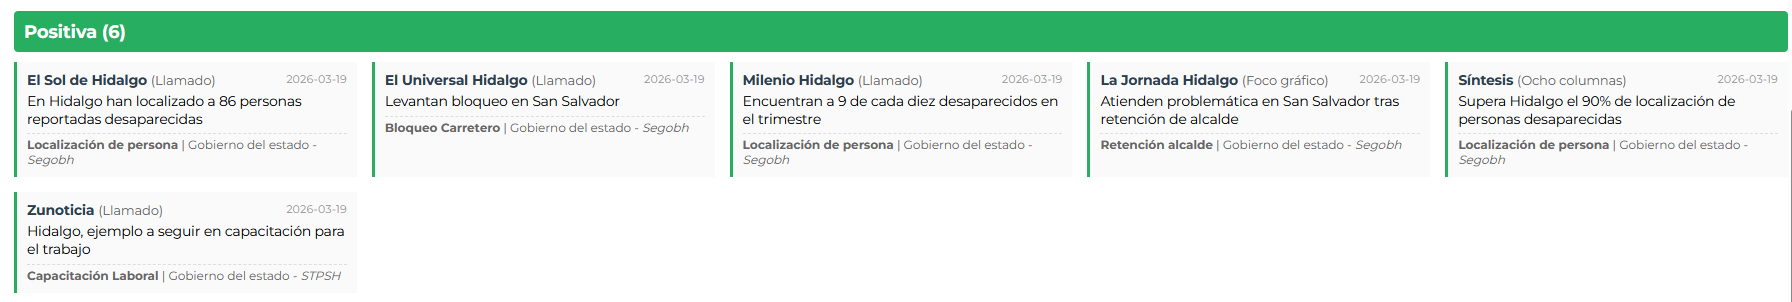 Positiva (6)
El Sol de Hidalgo (Llamado) 2026-03-19
En Hidalgo han localizado a 86 personas
reportadas desaparecidas
Localización de persona | Gobierno del estado -
Segobh
El Universal Hidalgo (Llamado) 2026-03-19
Levantan bloqueo en San Salvador
Bloqueo Carretero | Gobierno del estado - Segobh
Milenio Hidalgo (Llamado) 2026-03-19
Encuentran a 9 de cada diez desaparecidos en
el trimestre
Localización de persona | Gobierno del estado -
Segobh
La Jornada Hidalgo (Foco gráfico) 2026-03-19
Atienden problemática en San Salvador tras
retención de alcalde
Retención alcalde | Gobierno del estado - Segobh
Síntesis (Ocho columnas) 2026-03-19
Supera Hidalgo el 90% de localización de
personas desaparecidas
Localización de persona | Gobierno del estado -
Segobh
Zunoticia (Llamado) 2026-03-19
Hidalgo, ejemplo a seguir en capacitación para
el trabajo
Capacitación Laboral | Gobierno del estado - STPSH